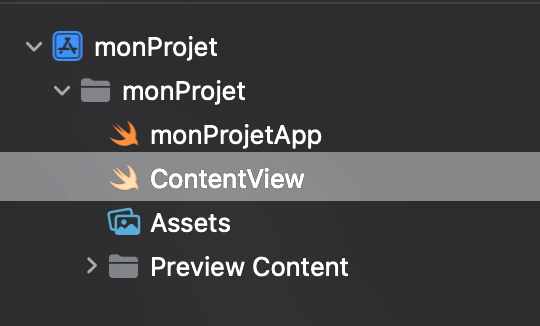 monProjet
monProjet
monProjetApp
ContentView
Assets
Preview Content